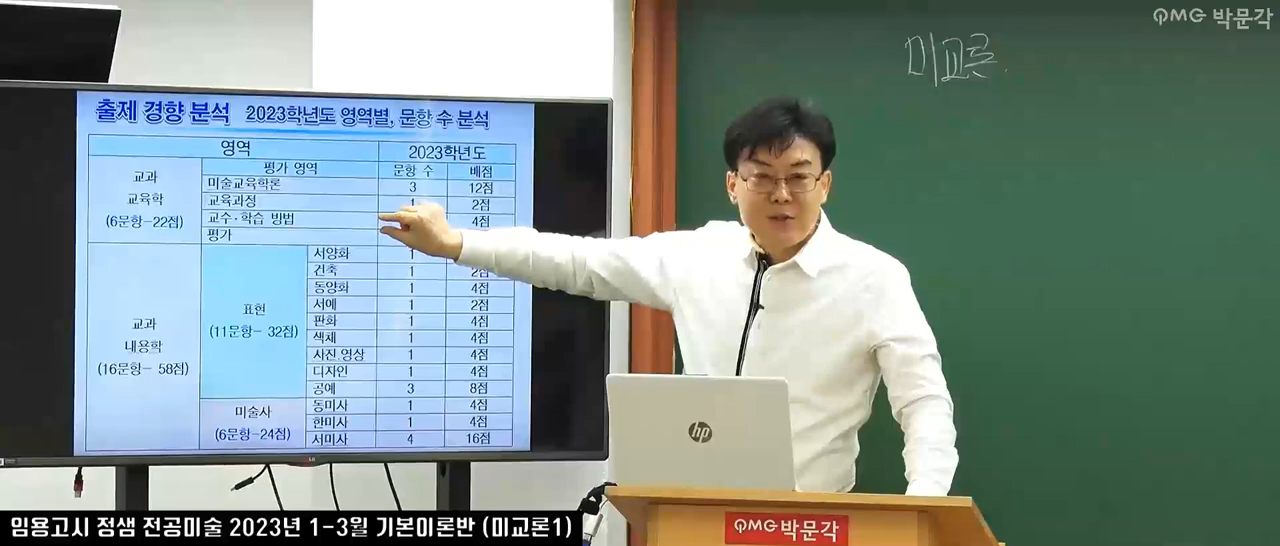 QMG 박문각
미교론
출제 경향 분석 2023학년도 영역별, 문항 수 분석
영역 2023학년도
평가 영역 문항 수 배점
교과 교육학 (6문항-22점)
미술교육학론 3 12점
교육과정 1 2점
교수·학습 방법 4점
평가
교과 내용학 (16문항- 58점)
표현 (11문항- 32점)
서양화 1
건축 1 2점
동양화 1 4점
서예 1 2점
판화 1 4점
색채 1 4점
사진.영상 1 4점
디자인 1 4점
공예 3 8점
미술사 (6문항-24점)
동미사 1 4점
한미사 1 4점
서미사 4 16점
hp
QMG 박문각
임용고시 정샘 전공미술 2023년 1-3월 기본이론반 (미교론1)